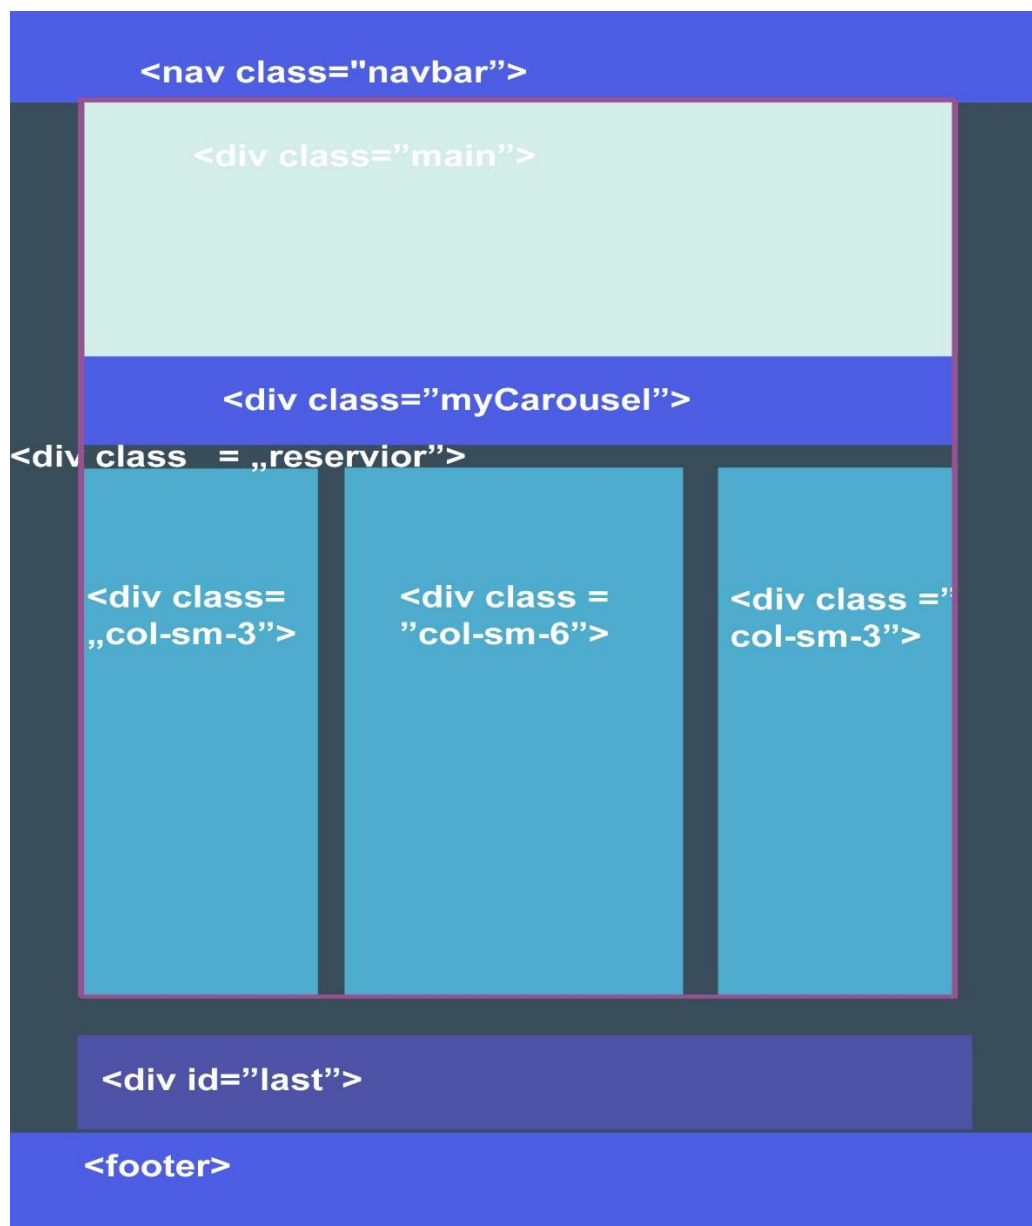 <nav class="navbar”>
<div class=”main”>
<div class=”myCarousel”>
<div class = „reservior”>
<div class=
„col-sm-3”>
<div class =
”col-sm-6”>
<div class =”
col-sm-3”>
<div id=”last”>
<footer>